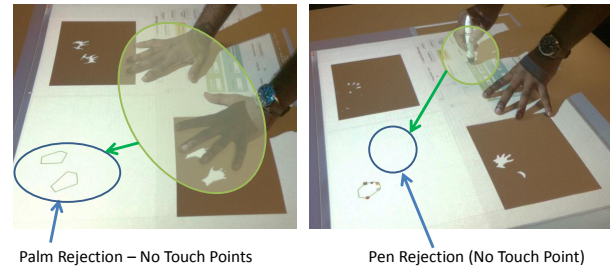 Palm Rejection – No Touch Points
Pen Rejection (No Touch Point)